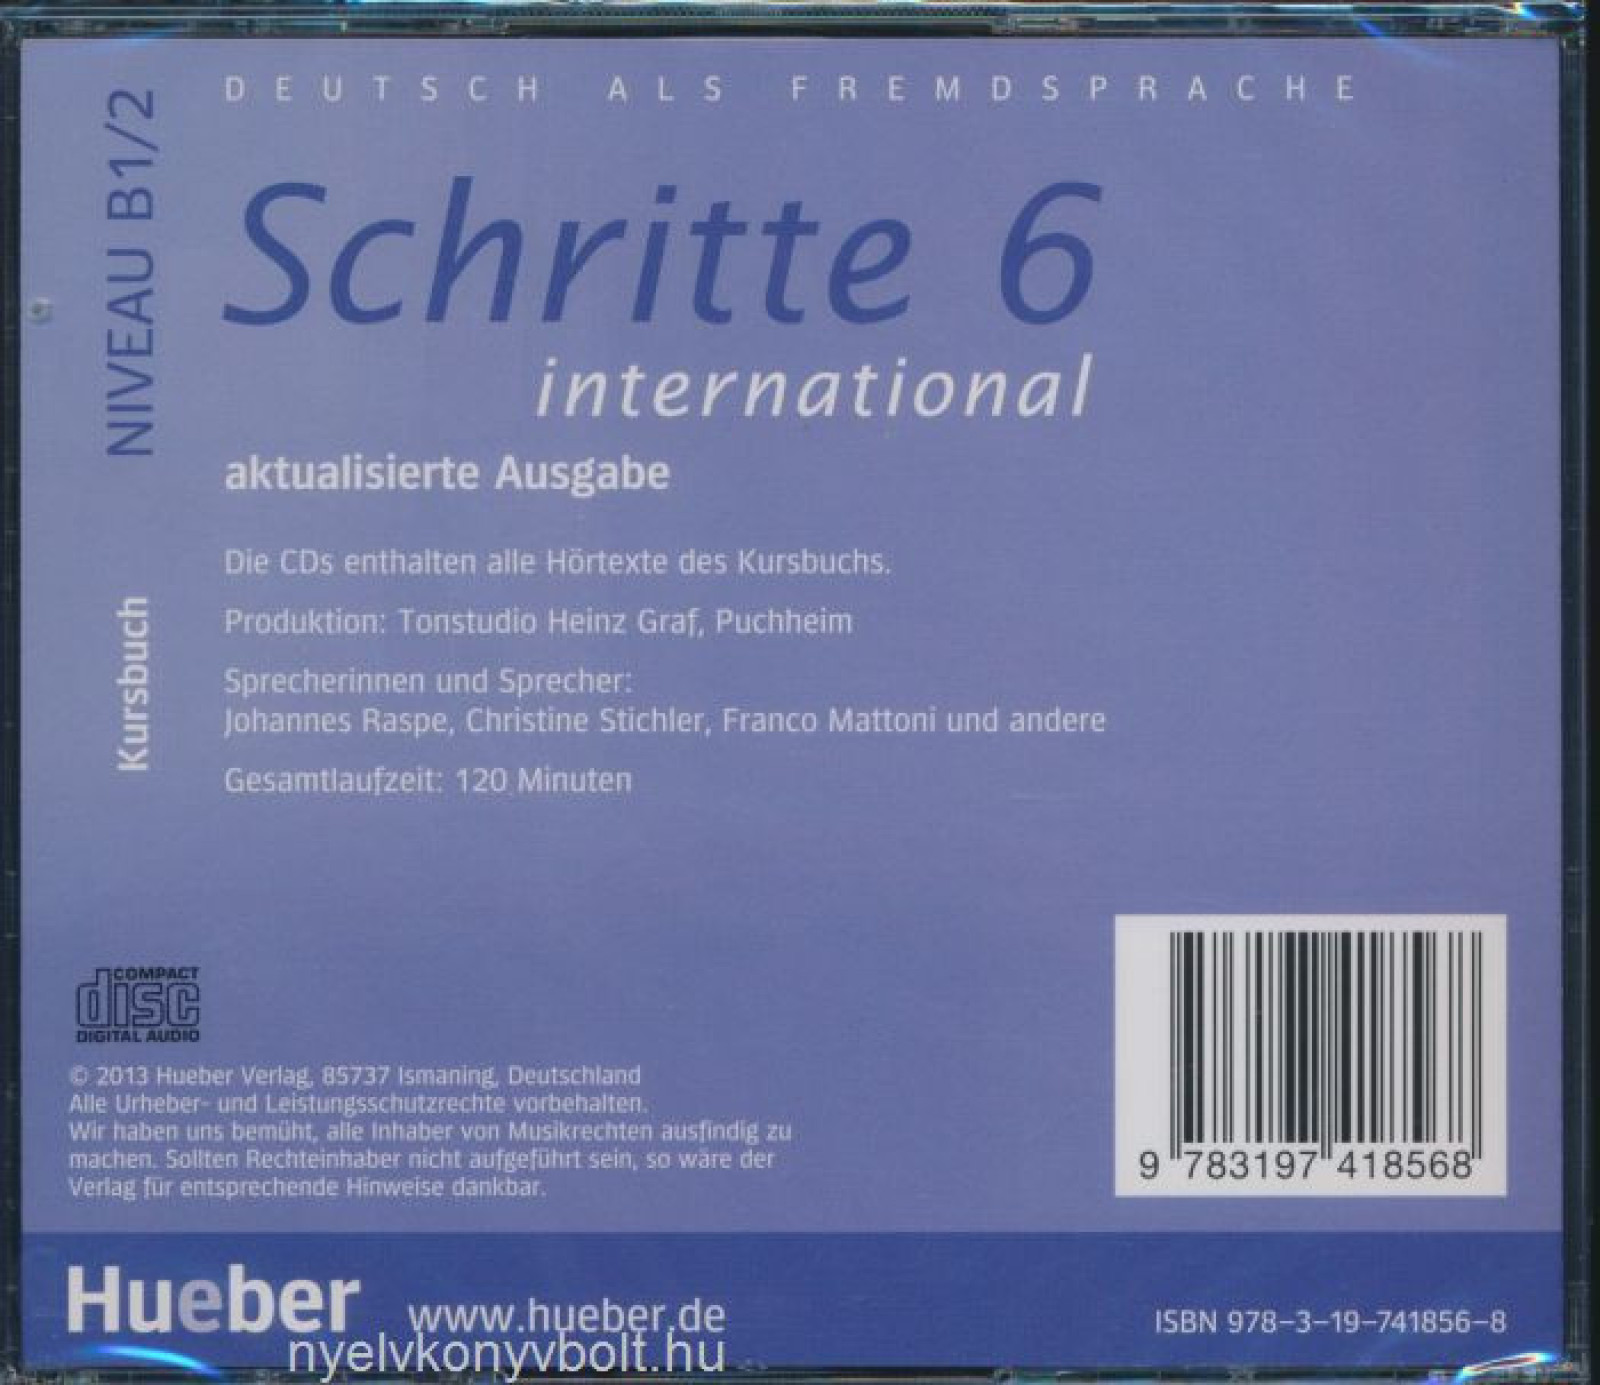 DEUTSCH ALS FREMDSPRACHE
NIVEAU B1/2
Schritte 6
international
aktualisierte Ausgabe
Kursbuch
Die CDs enthalten alle Hörtexte des Kursbuchs.
Produktion: Tonstudio Heinz Graf, Puchheim
Sprecherinnen und Sprecher:
Johannes Raspe, Christine Stichler, Franco Mattoni und andere
Gesamtlaufzeit: 120 Minuten
COMPACT
disc
DIGITAL AUDIO
© 2013 Hueber Verlag, 85737 Ismaning, Deutschland
Alle Urheber- und Leistungsschutzrechte vorbehalten.
Wir haben uns bemüht, alle Inhaber von Musikrechten ausfindig zu
machen. Sollten Rechteinhaber nicht aufgeführt sein, so wäre der
Verlag für entsprechende Hinweise dankbar.
9 783197 418568
Hueber www.hueber.de
ISBN 978-3-19-741856-8
nyelvkonyvbolt.hu